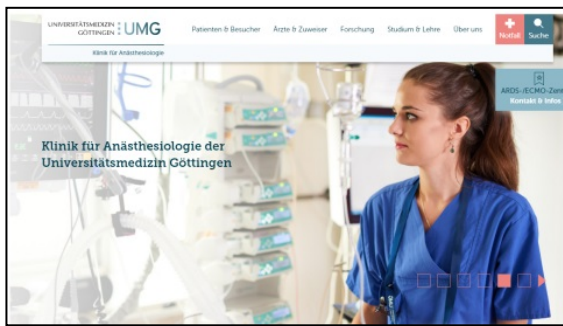 UNIVERSITÄTSMEDIZIN
GÖTTINGEN
UMG
Patienten & Besucher
Ärzte & Zuweiser
Forschung
Studium & Lehre
Über uns
Notfall
Suche
Klinik für Anästhesiologie
ARDS-/ECMO-Zent
Kontakt & Infos
Klinik für Anästhesiologie der
Universitätsmedizin Göttingen